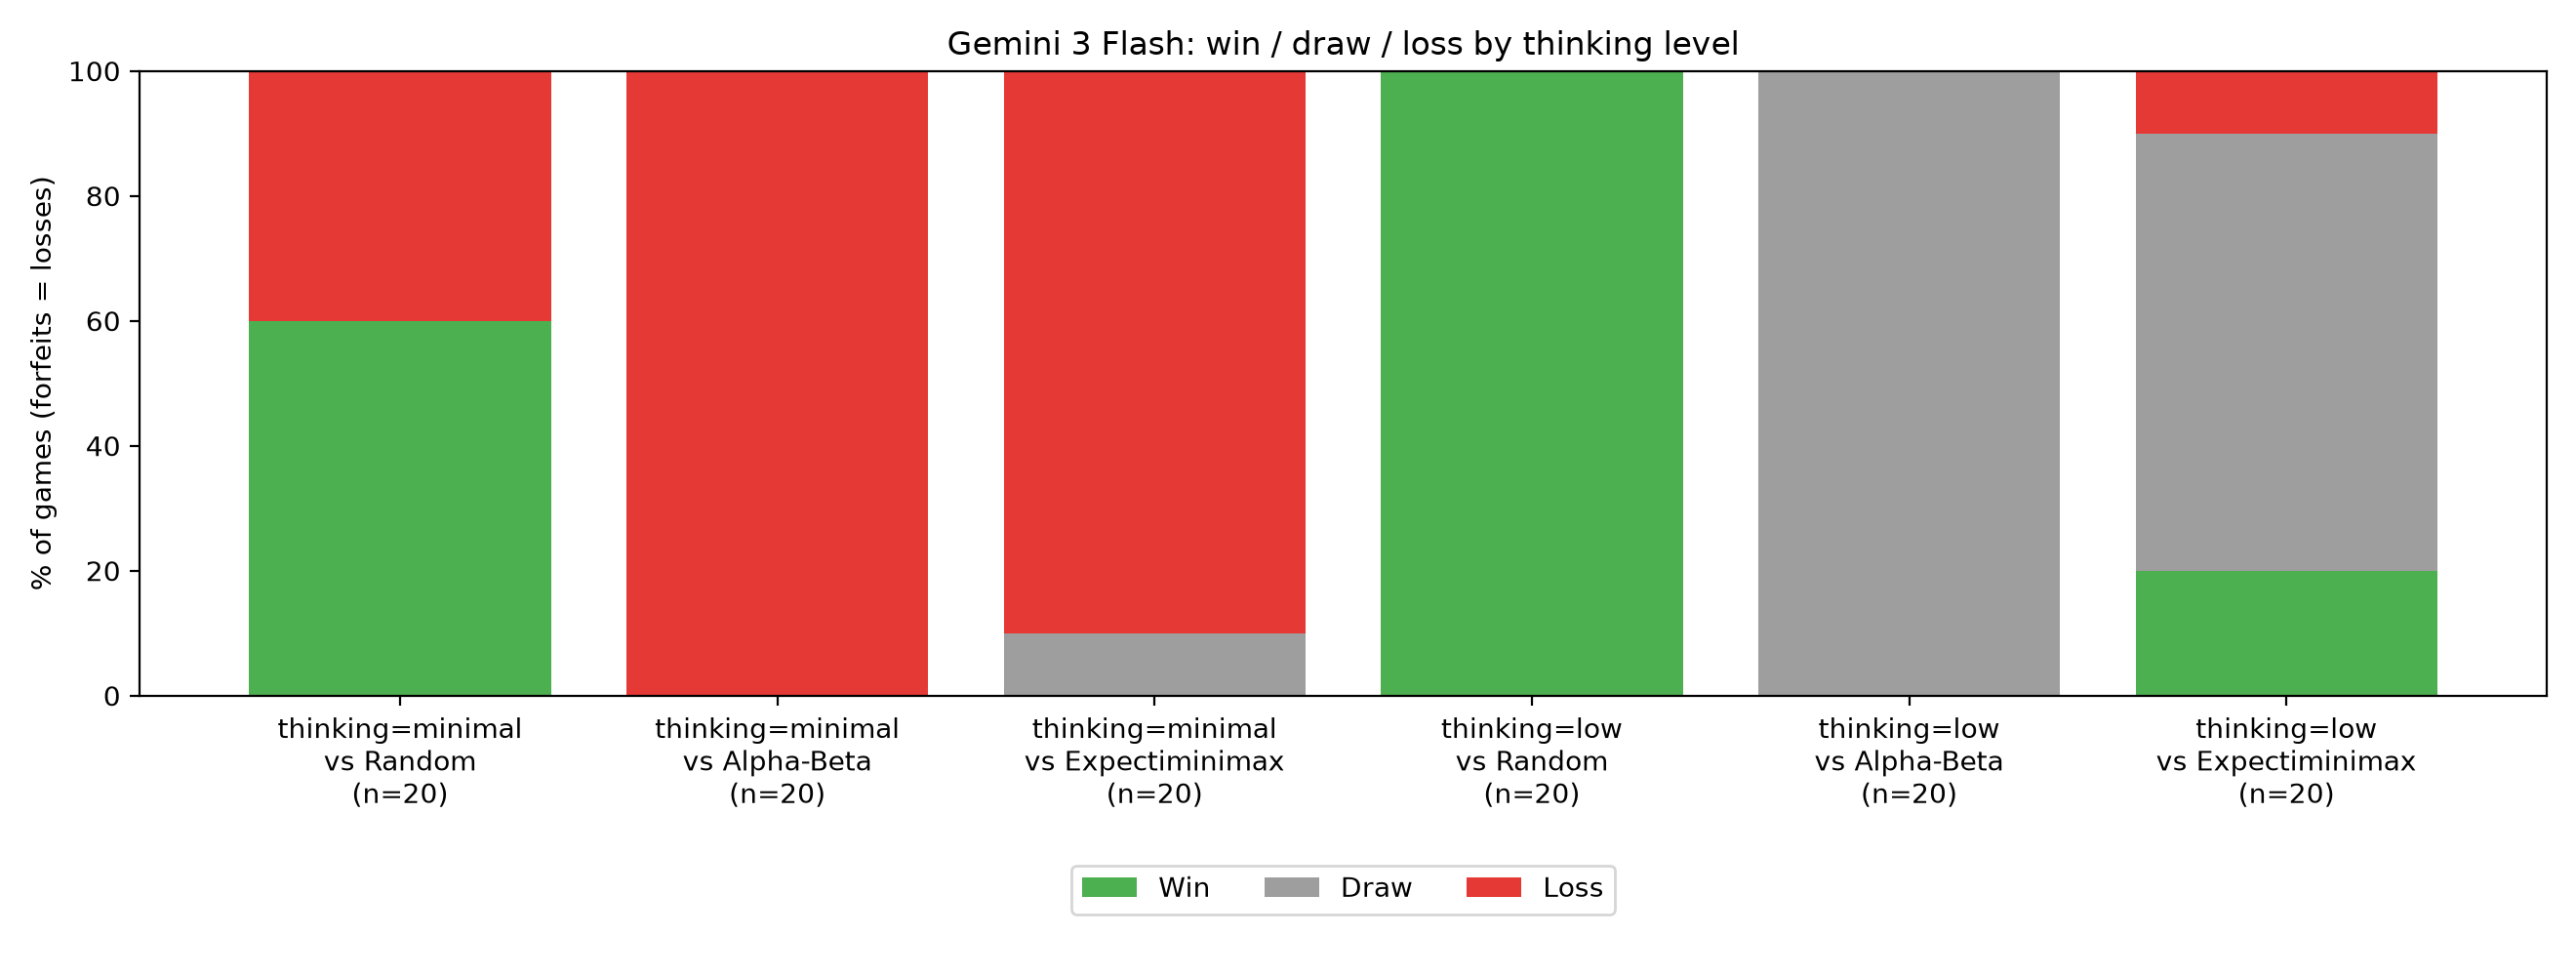 Gemini 3 Flash: win / draw / loss by thinking level
% of games (forfeits = losses)
100
80
60
40
20
0
thinking=minimal
vs Random
(n=20)
thinking=minimal
vs Alpha-Beta
(n=20)
thinking=minimal
vs Expectiminimax
(n=20)
thinking=low
vs Random
(n=20)
thinking=low
vs Alpha-Beta
(n=20)
thinking=low
vs Expectiminimax
(n=20)
Win
Draw
Loss